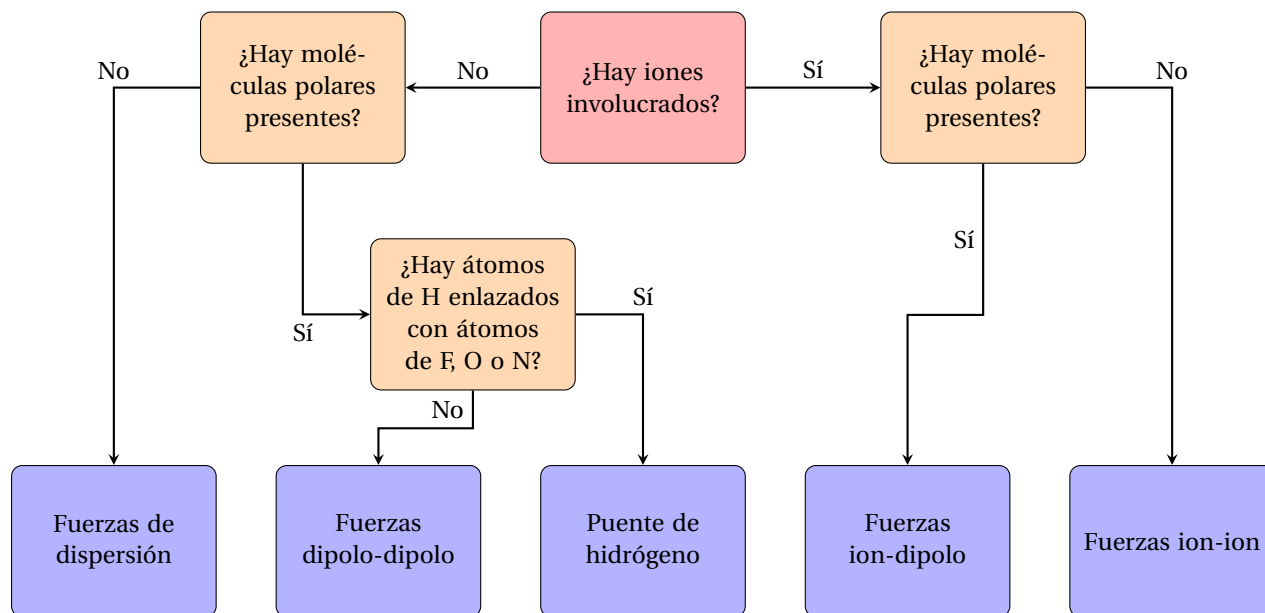 ¿Hay molé-
culas polares
presentes?
¿Hay iones
involucrados?
¿Hay molé-
culas polares
presentes?
No
No
Sí
No
¿Hay átomos
de H enlazados
con átomos
de F, O o N?
Sí
Sí
Sí
No
Fuerzas de
dispersión
Fuerzas
dipolo-dipolo
Puente de
hidrógeno
Fuerzas
ion-dipolo
Fuerzas ion-ion